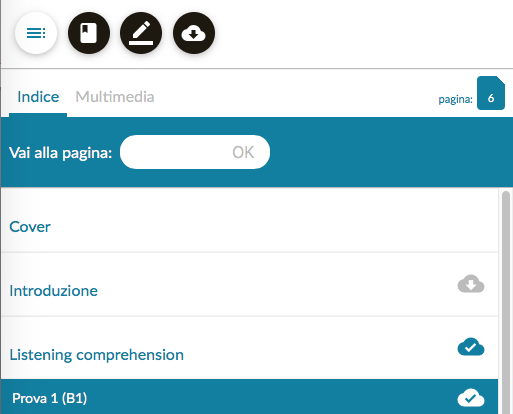 Indice Multimedia pagina: 6
Vai alla pagina: OK
Cover
Introduzione
Listening comprehension
Prova 1 (B1)